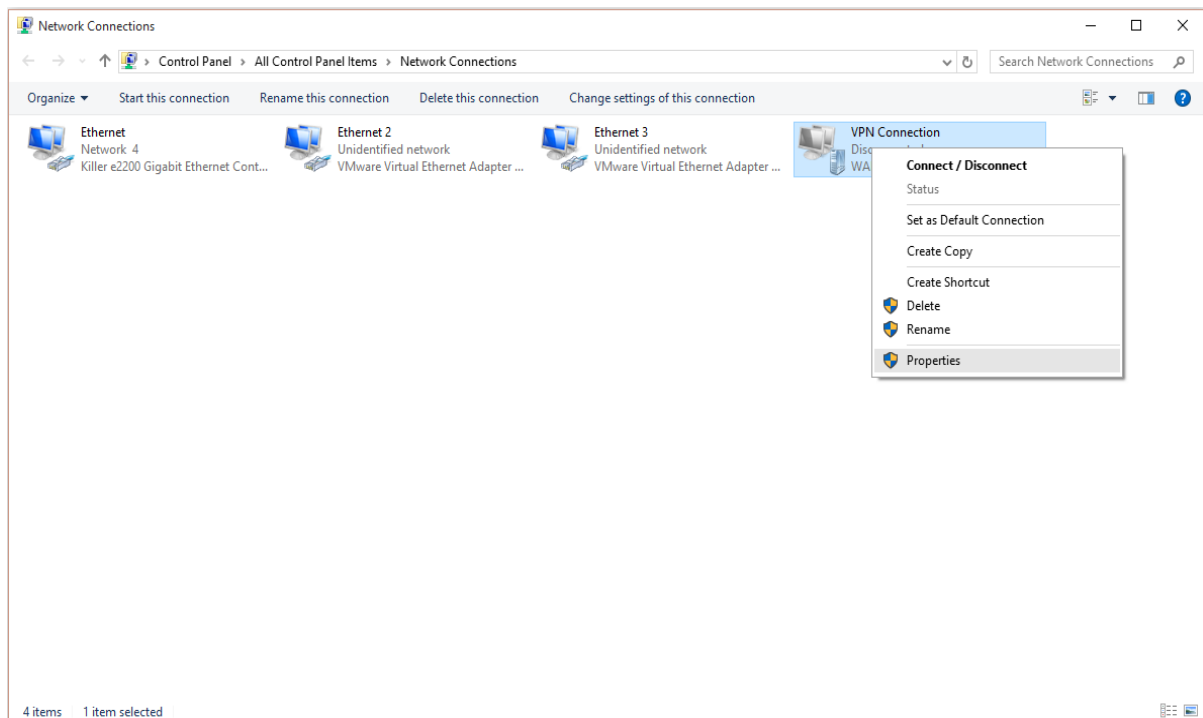 Network Connections
Control Panel > All Control Panel Items > Network Connections
Search Network Connections
Organize
Start this connection
Rename this connection
Delete this connection
Change settings of this connection
Ethernet
Network 4
Killer e2200 Gigabit Ethernet Cont...
Ethernet 2
Unidentified network
VMware Virtual Ethernet Adapter ...
Ethernet 3
Unidentified network
VMware Virtual Ethernet Adapter ...
VPN Connection
Connect / Disconnect
Status
Set as Default Connection
Create Copy
Create Shortcut
Delete
Rename
Properties
4 items
1 item selected